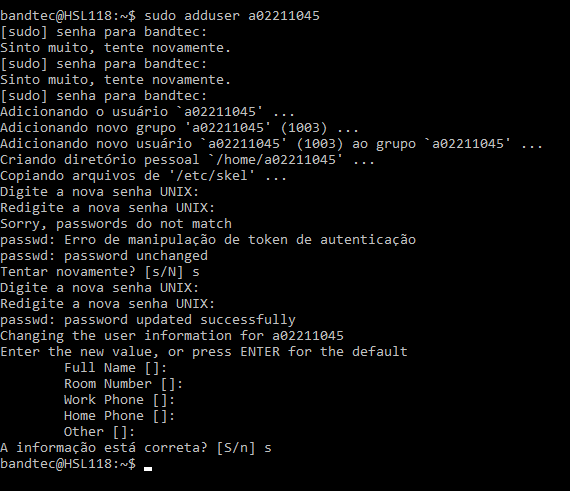 bandtec@HSL118:~$ sudo adduser a02211045
[sudo] senha para bandtec:
Sinto muito, tente novamente.
[sudo] senha para bandtec:
Sinto muito, tente novamente.
[sudo] senha para bandtec:
Adicionando o usuário `a02211045' ...
Adicionando novo grupo 'a02211045' (1003) ...
Adicionando novo usuário `a02211045' (1003) ao grupo `a02211045' ...
Criando diretório pessoal `/home/a02211045' ...
Copiando arquivos de '/etc/skel' ...
Digite a nova senha UNIX:
Redigite a nova senha UNIX:
Sorry, passwords do not match
passwd: Erro de manipulação de token de autenticação
passwd: password unchanged
Tentar novamente? [s/N] s
Digite a nova senha UNIX:
Redigite a nova senha UNIX:
passwd: password updated successfully
Changing the user information for a02211045
Enter the new value, or press ENTER for the default
        Full Name []:
        Room Number []:
        Work Phone []:
        Home Phone []:
        Other []:
A informação está correta? [S/n] s
bandtec@HSL118:~$